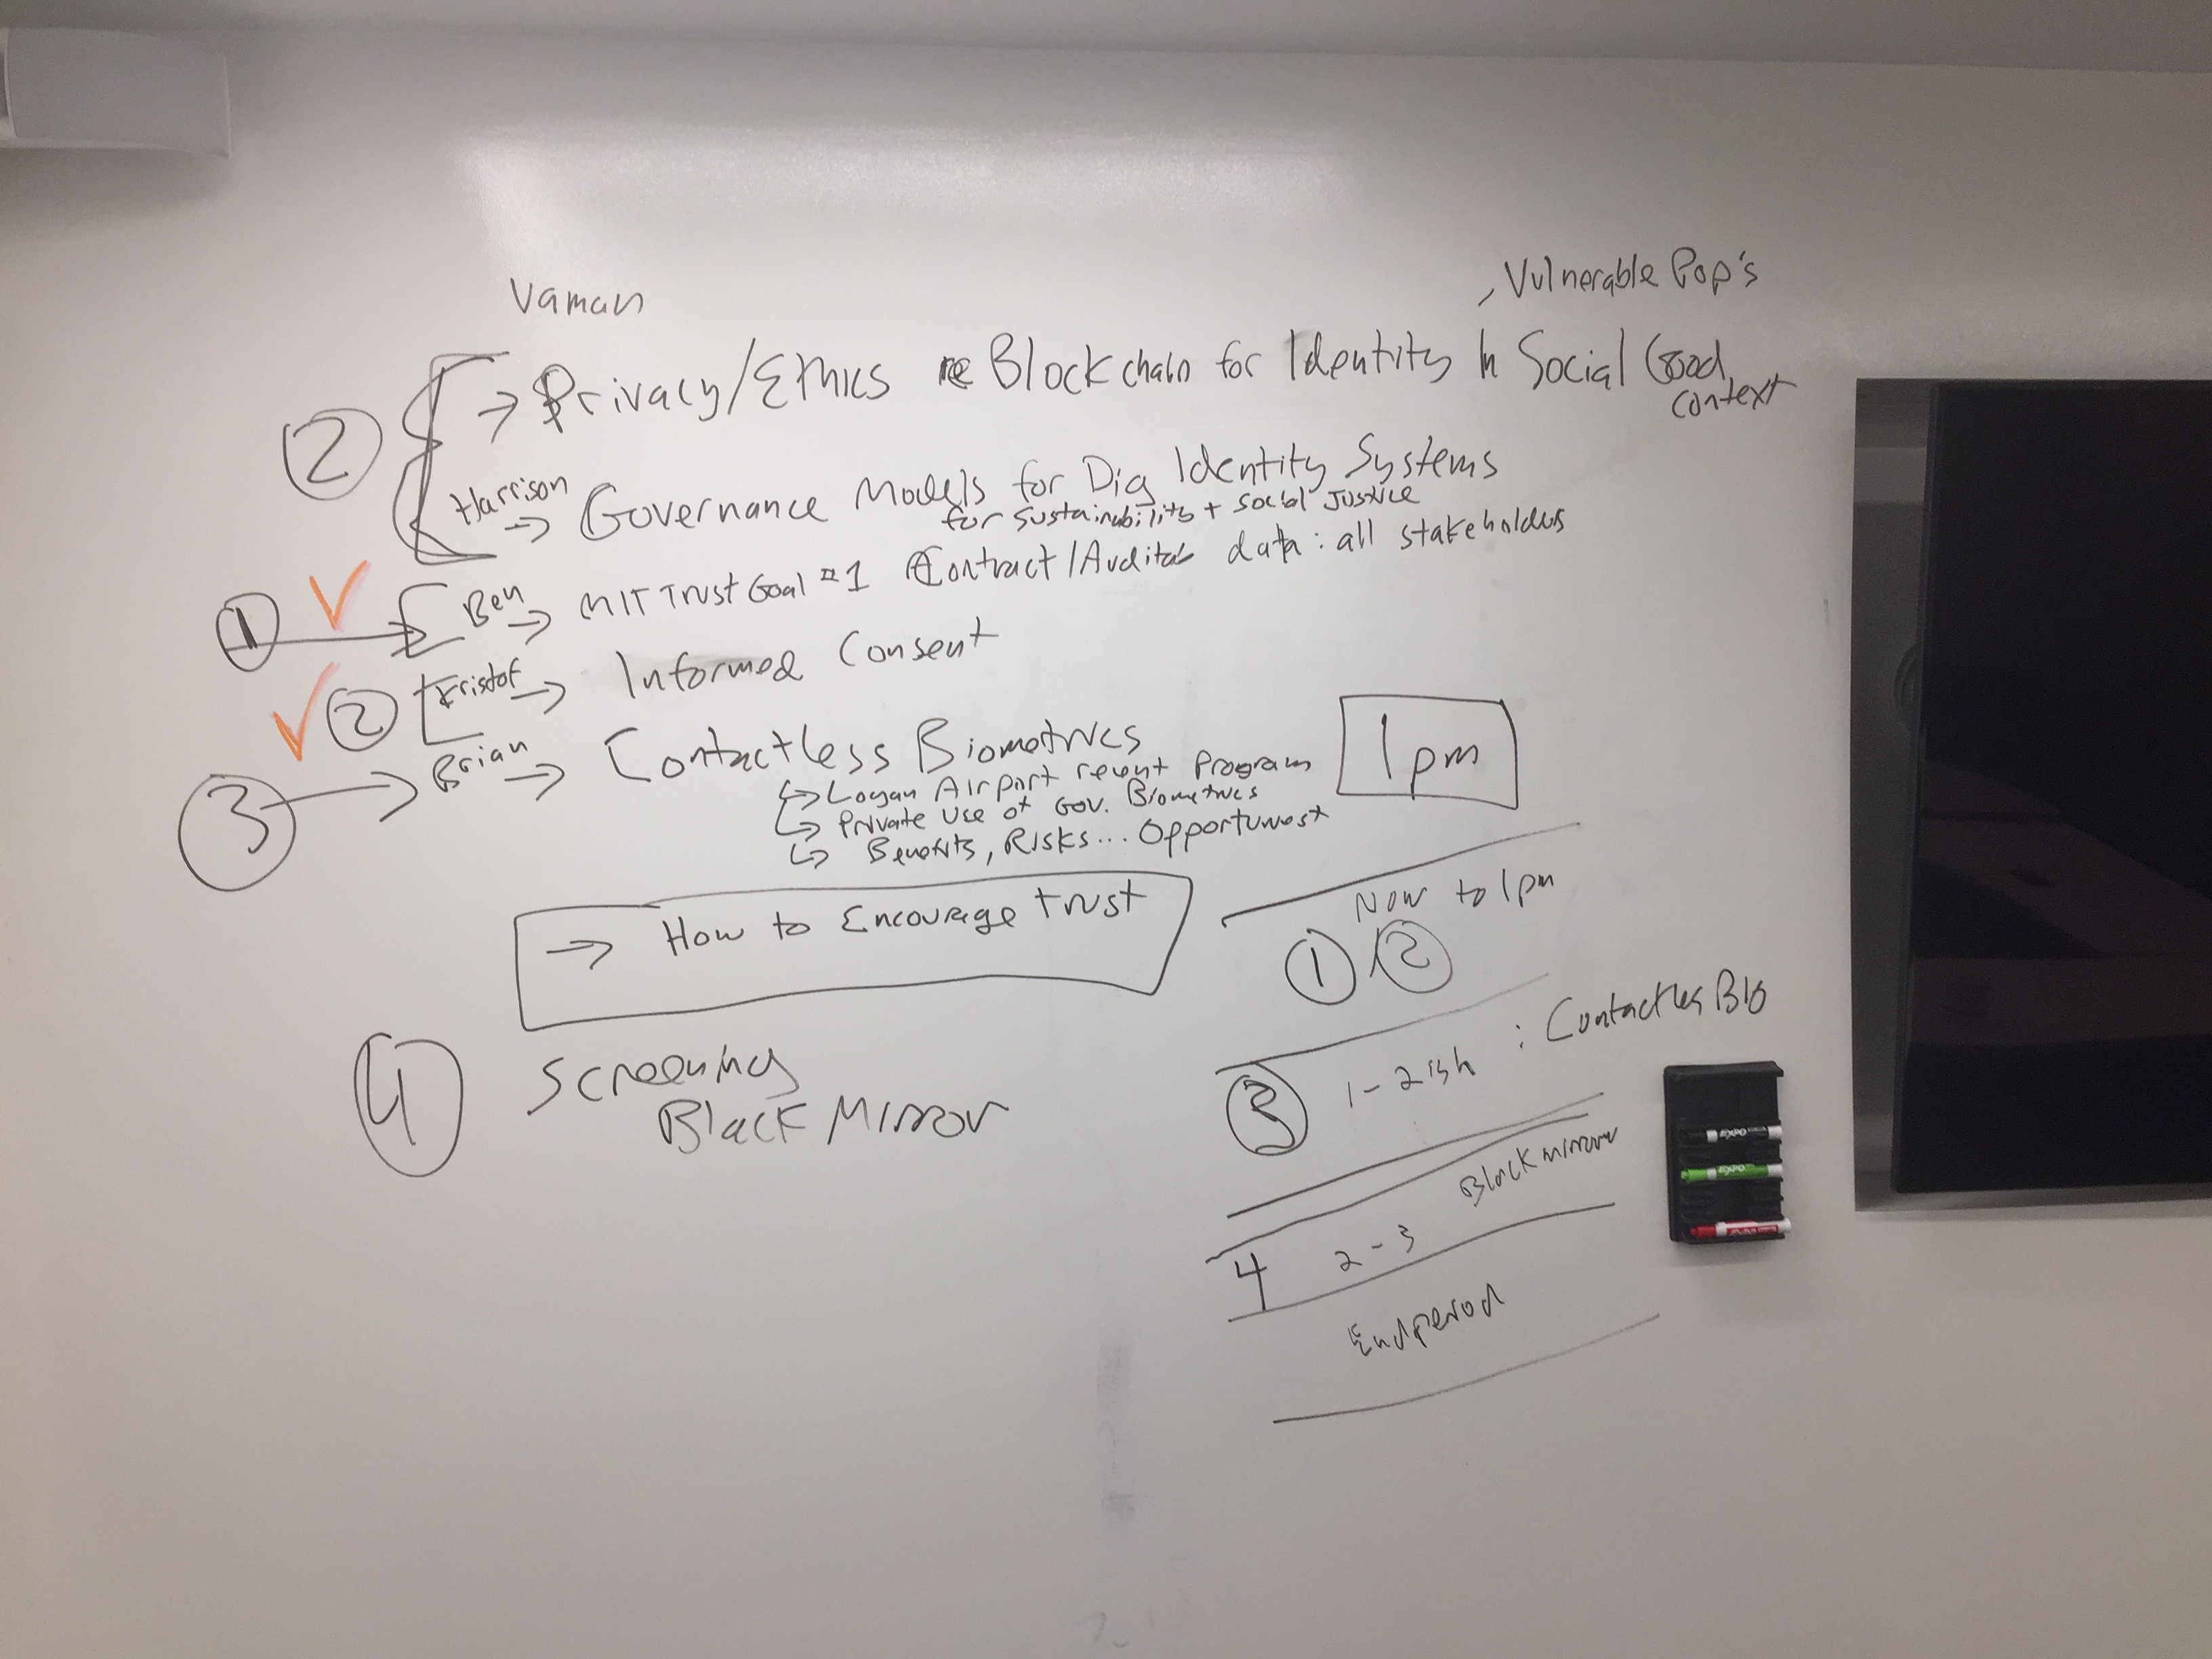 Vaman
, Vulnerable Pop's
② → Privacy/Ethics re Blockchain for Identity In Social Good
context
Harrison → Governance Models for Dig Identity Systems
for Sustainability + Social Justice
① Ben → MIT Trust Goal #1 Contract/Auditab data: all stakeholders
② Kristof → Informed Consent
③ → Brian → Contactless Biometrics
↳ Logan Airport recent Program
↳ Private Use of Gov. Biometrics
↳ Benefits, Risks... Opportunist
1pm
→ How to Encourage trust
④ Screening
Black Mirror
Now to 1pm
① / ②
③ 1-2ish : Contactless Bio
4 2-3 Black mirror
End period
EXPO
EXPO
EXPO